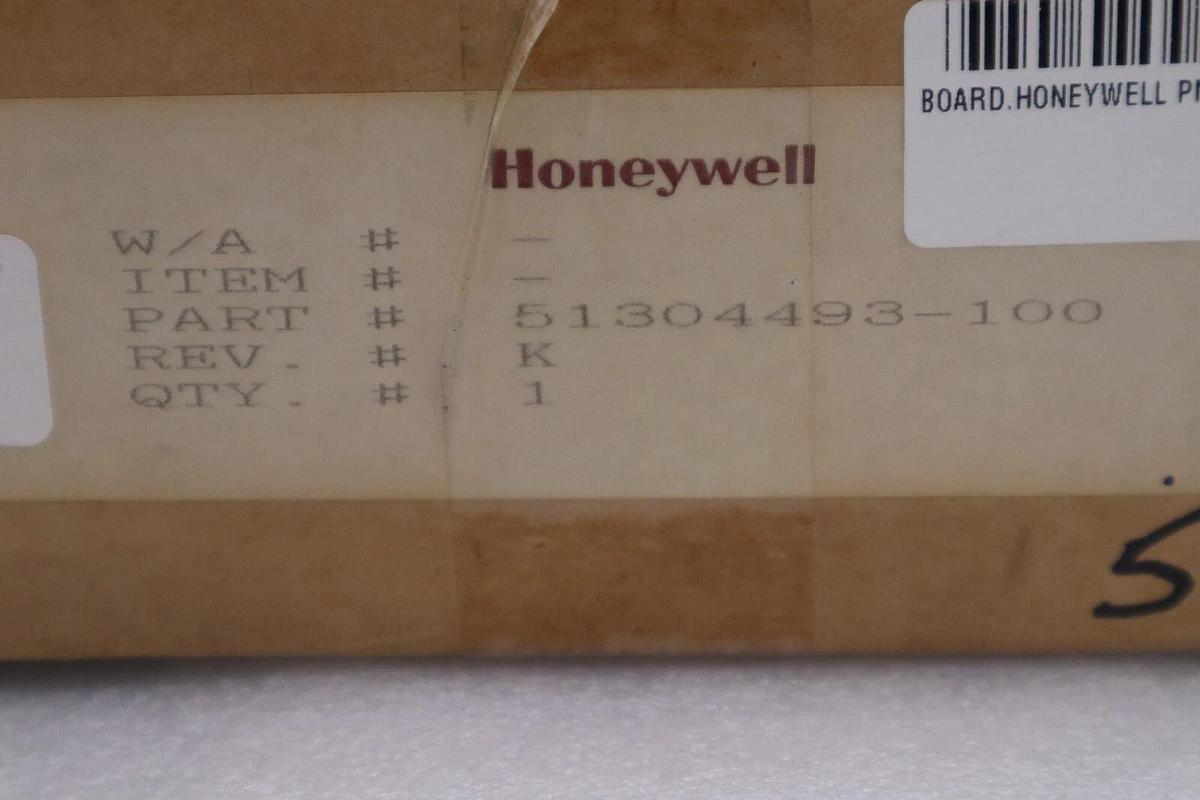 BOARD.HONEYWELL
Honeywell
W/A # -
ITEM # -
PART # 51304493-100
REV. # K
QTY. # 1
5